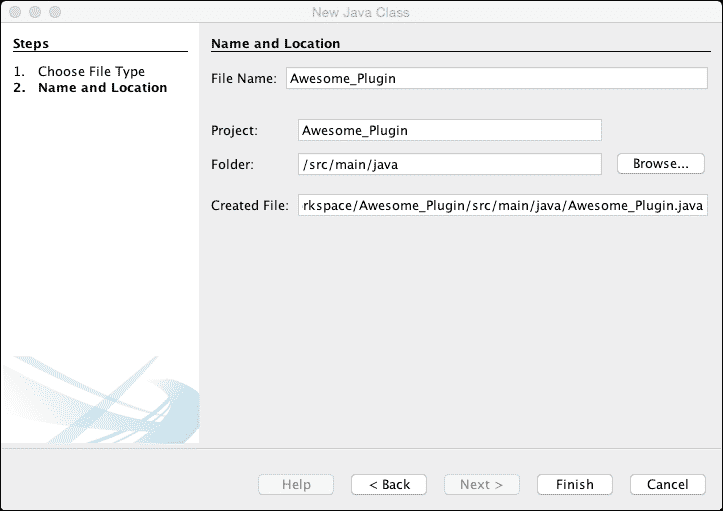 New Java Class
Steps
1. Choose File Type
2. Name and Location
Name and Location
File Name: Awesome_Plugin
Project: Awesome_Plugin
Folder: /src/main/java Browse...
Created File: rkspace/Awesome_Plugin/src/main/java/Awesome_Plugin.java
Help < Back Next > Finish Cancel